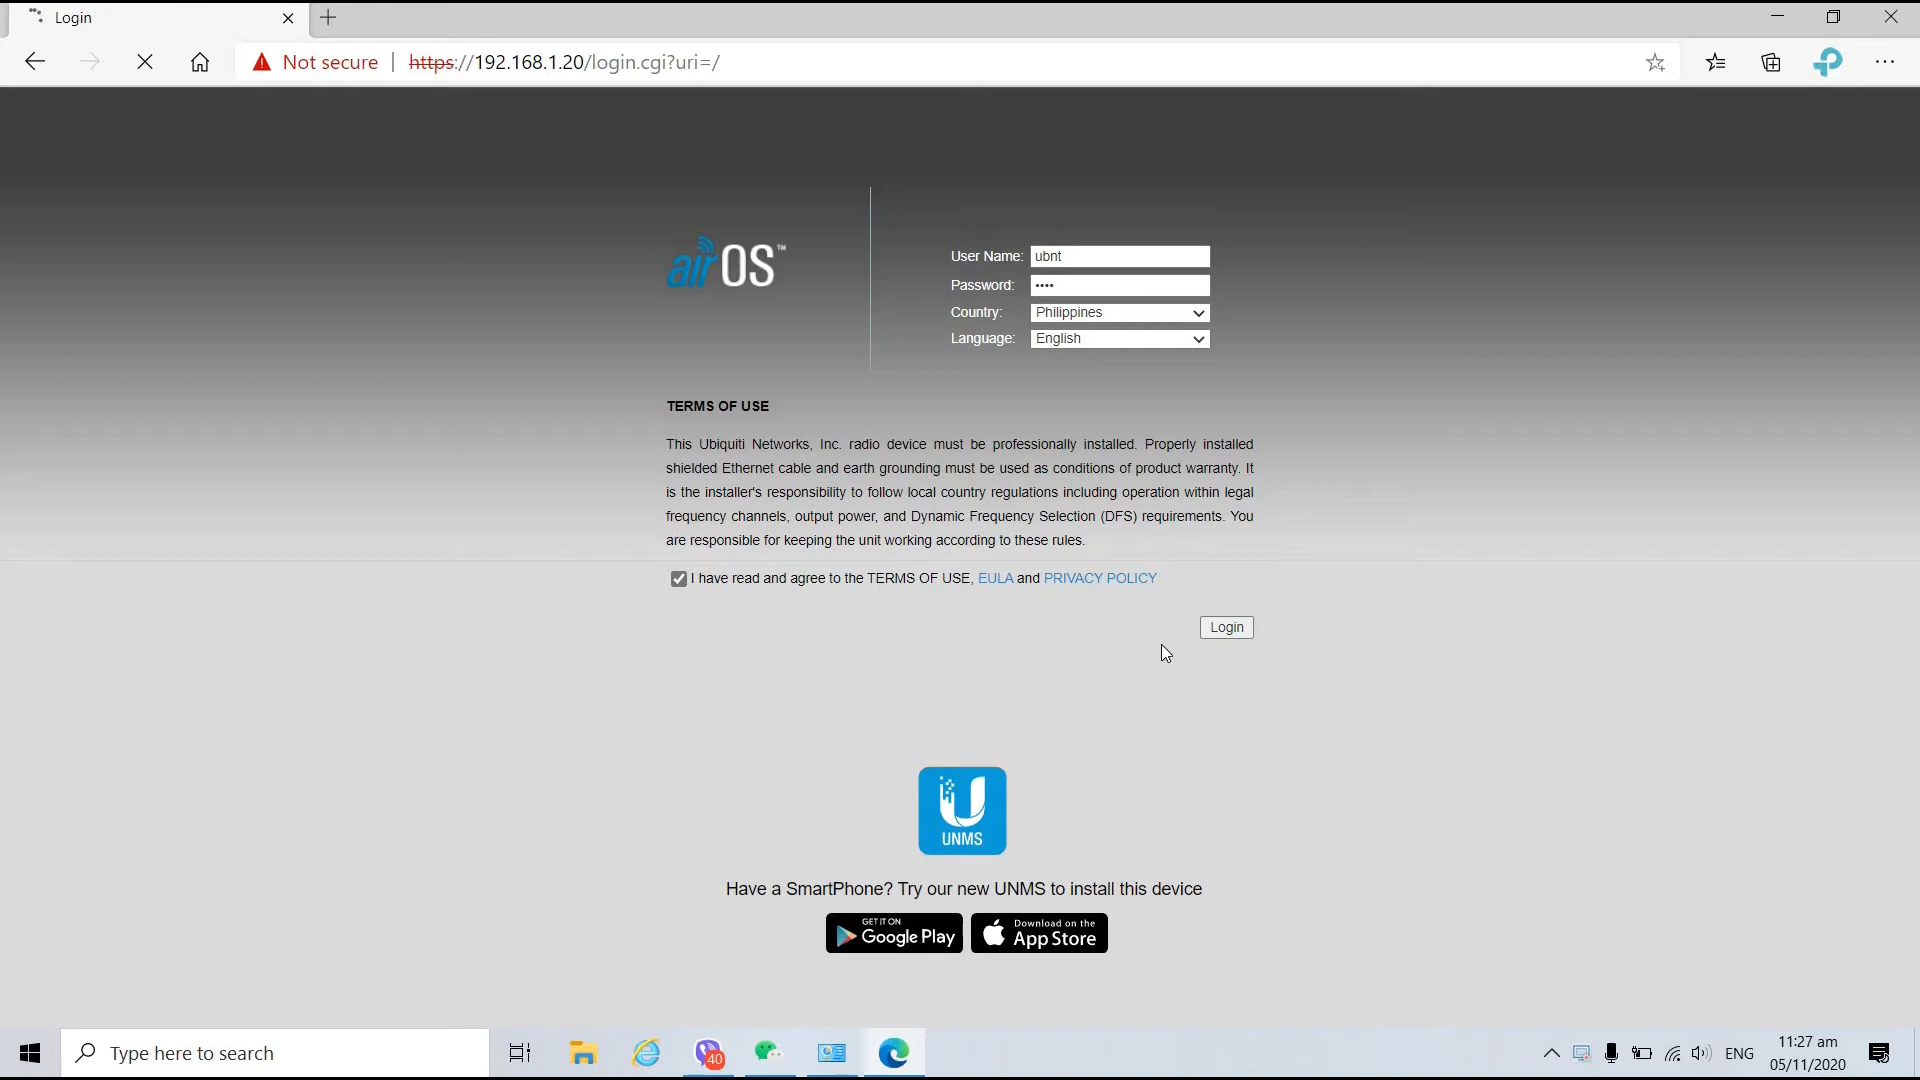 Login
Not secure | https://192.168.1.20/login.cgi?uri=/
airOS™
User Name: ubnt
Password: ••••
Country: Philippines
Language: English
TERMS OF USE
This Ubiquiti Networks, Inc. radio device must be professionally installed. Properly installed
shielded Ethernet cable and earth grounding must be used as conditions of product warranty. It
is the installer's responsibility to follow local country regulations including operation within legal
frequency channels, output power, and Dynamic Frequency Selection (DFS) requirements. You
are responsible for keeping the unit working according to these rules.
I have read and agree to the TERMS OF USE, EULA and PRIVACY POLICY
Login
U
UNMS
Have a SmartPhone? Try our new UNMS to install this device
GET IT ON
Google Play
Download on the
App Store
Type here to search
40
ENG
11:27 am
05/11/2020